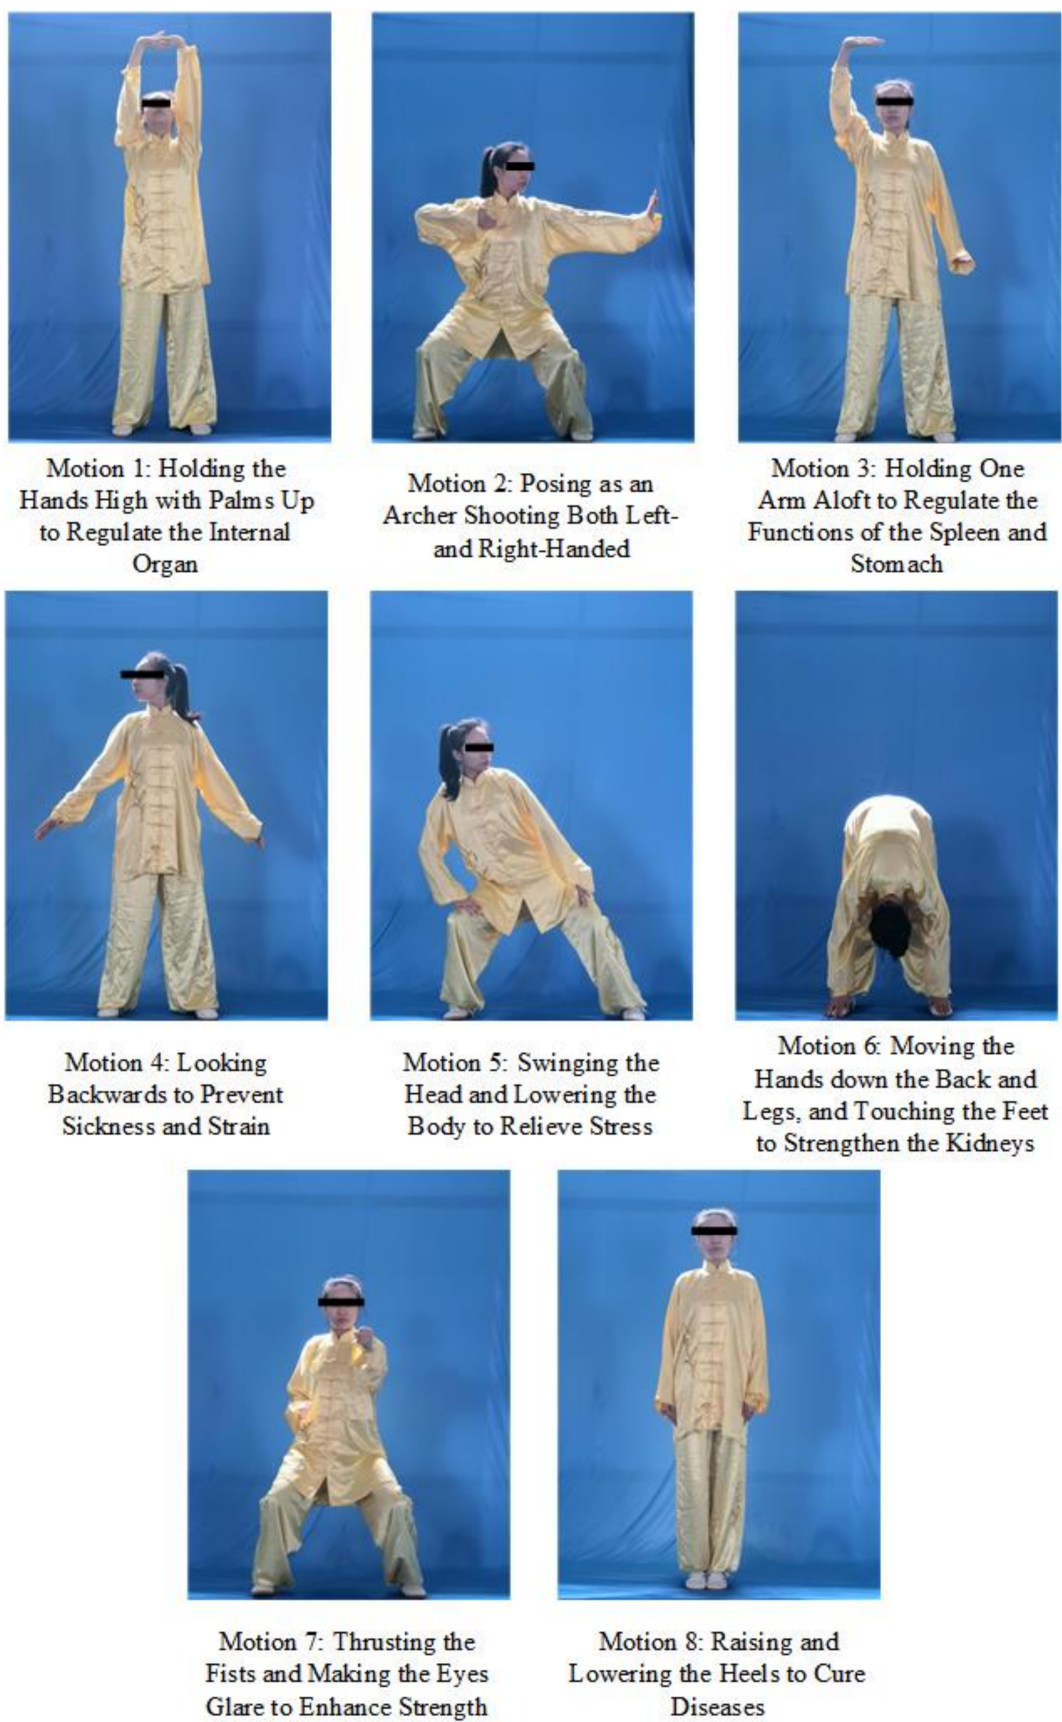 Motion 1: Holding the
Hands High with Palms Up
to Regulate the Internal
Organ
Motion 2: Posing as an
Archer Shooting Both Left-
and Right-Handed
Motion 3: Holding One
Arm Aloft to Regulate the
Functions of the Spleen and
Stomach
Motion 4: Looking
Backwards to Prevent
Sickness and Strain
Motion 5: Swinging the
Head and Lowering the
Body to Relieve Stress
Motion 6: Moving the
Hands down the Back and
Legs, and Touching the Feet
to Strengthen the Kidneys
Motion 7: Thrusting the
Fists and Making the Eyes
Glare to Enhance Strength
Motion 8: Raising and
Lowering the Heels to Cure
Diseases